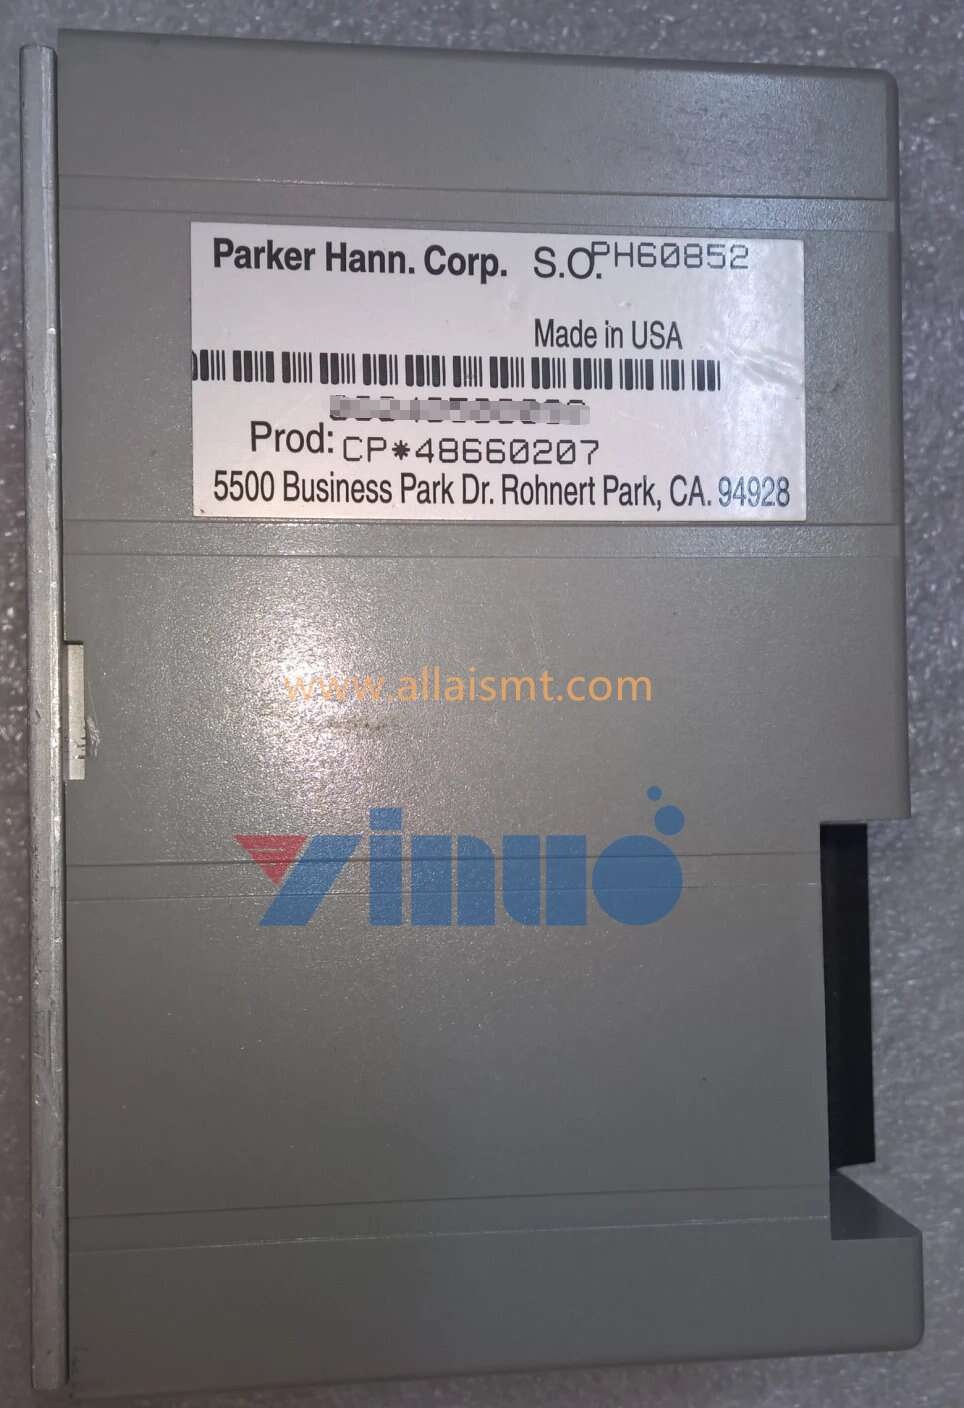 Parker Hann. Corp. S.O. PH60852
Made in USA
Prod: CP*48660207
5500 Business Park Dr. Rohnert Park, CA. 94928
www.allaismt.com
Yinuo